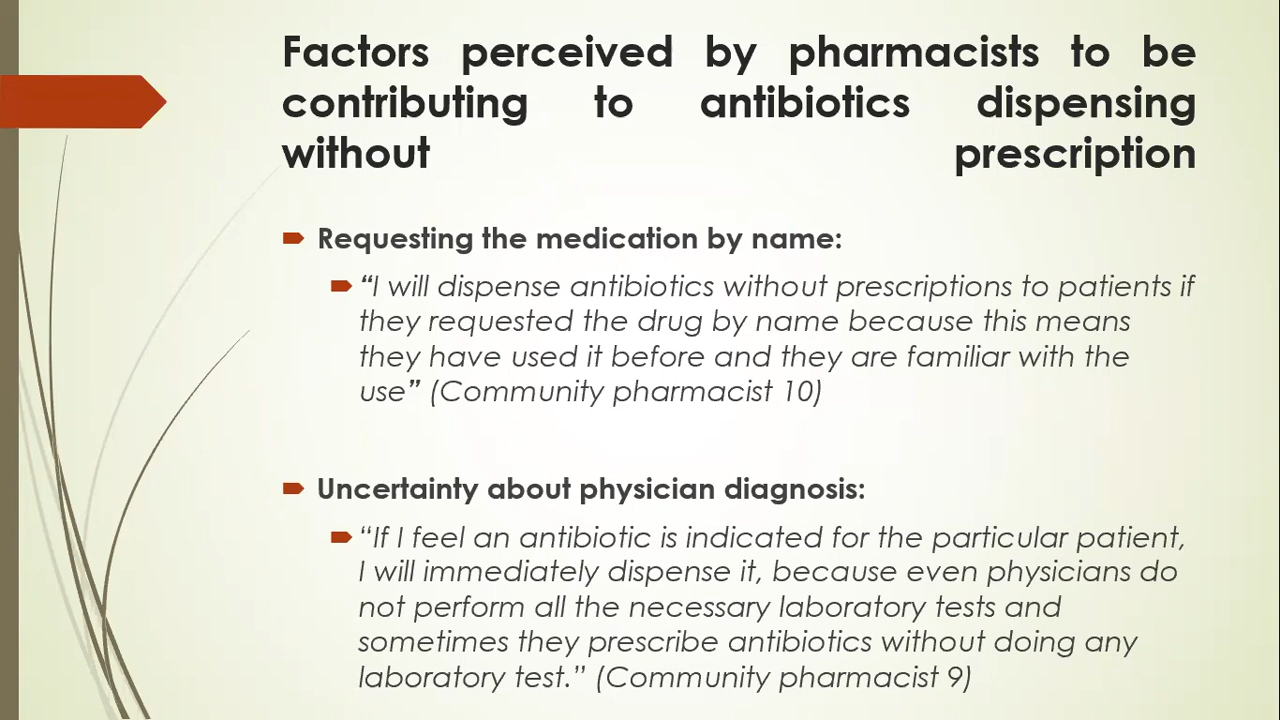 Factors perceived by pharmacists to be
contributing to antibiotics dispensing
without prescription
Requesting the medication by name:
“I will dispense antibiotics without prescriptions to patients if
they requested the drug by name because this means
they have used it before and they are familiar with the
use” (Community pharmacist 10)
Uncertainty about physician diagnosis:
“If I feel an antibiotic is indicated for the particular patient,
I will immediately dispense it, because even physicians do
not perform all the necessary laboratory tests and
sometimes they prescribe antibiotics without doing any
laboratory test.” (Community pharmacist 9)